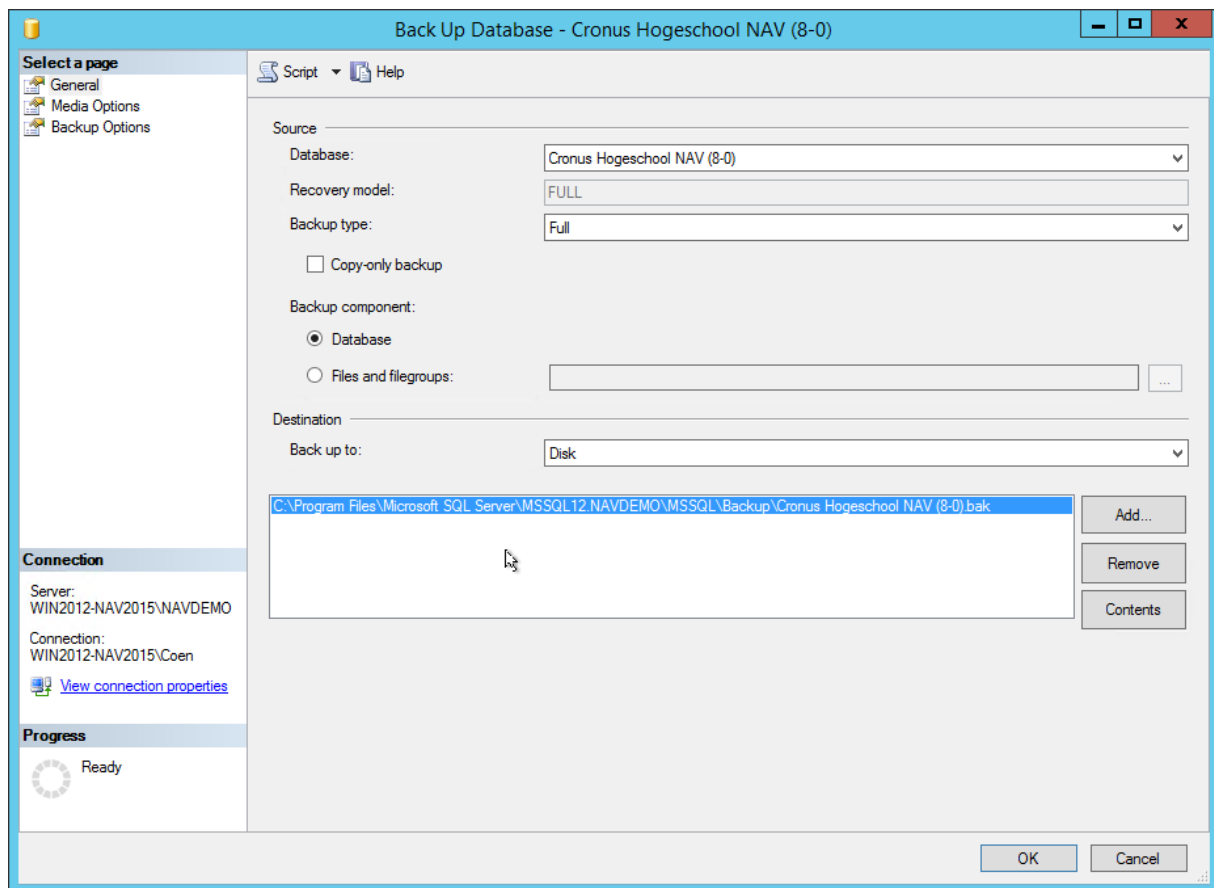 Back Up Database - Cronus Hogeschool NAV (8-0)
Select a page
General
Media Options
Backup Options
Script
Help
Source
Database:
Cronus Hogeschool NAV (8-0)
Recovery model:
FULL
Backup type:
Full
Copy-only backup
Backup component:
Database
Files and filegroups:
...
Destination
Back up to:
Disk
C:\Program Files\Microsoft SQL Server\MSSQL12.NAVDEMO\MSSQL\Backup\Cronus Hogeschool NAV (8-0).bak
Add...
Remove
Contents
Connection
Server:
WIN2012-NAV2015\NAVDEMO
Connection:
WIN2012-NAV2015\Coen
View connection properties
Progress
Ready
OK
Cancel